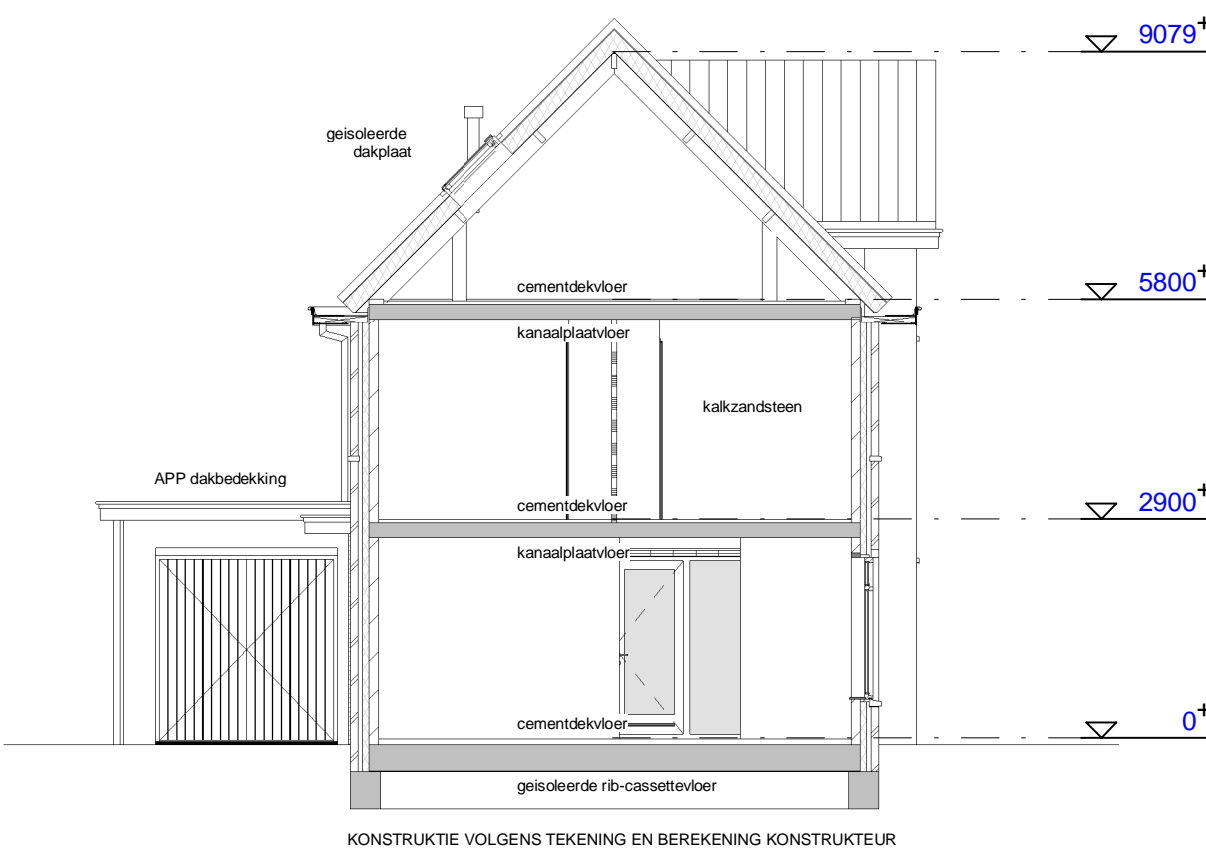 9079+
geisoleerde
dakplaat
cementdekvloer
5800+
kanaalplaatvloer
kalkzandsteen
APP dakbedekking
cementdekvloer
2900+
kanaalplaatvloer
cementdekvloer
0+
geisoleerde rib-cassettevloer
KONSTRUKTIE VOLGENS TEKENING EN BEREKENING KONSTRUKTEUR